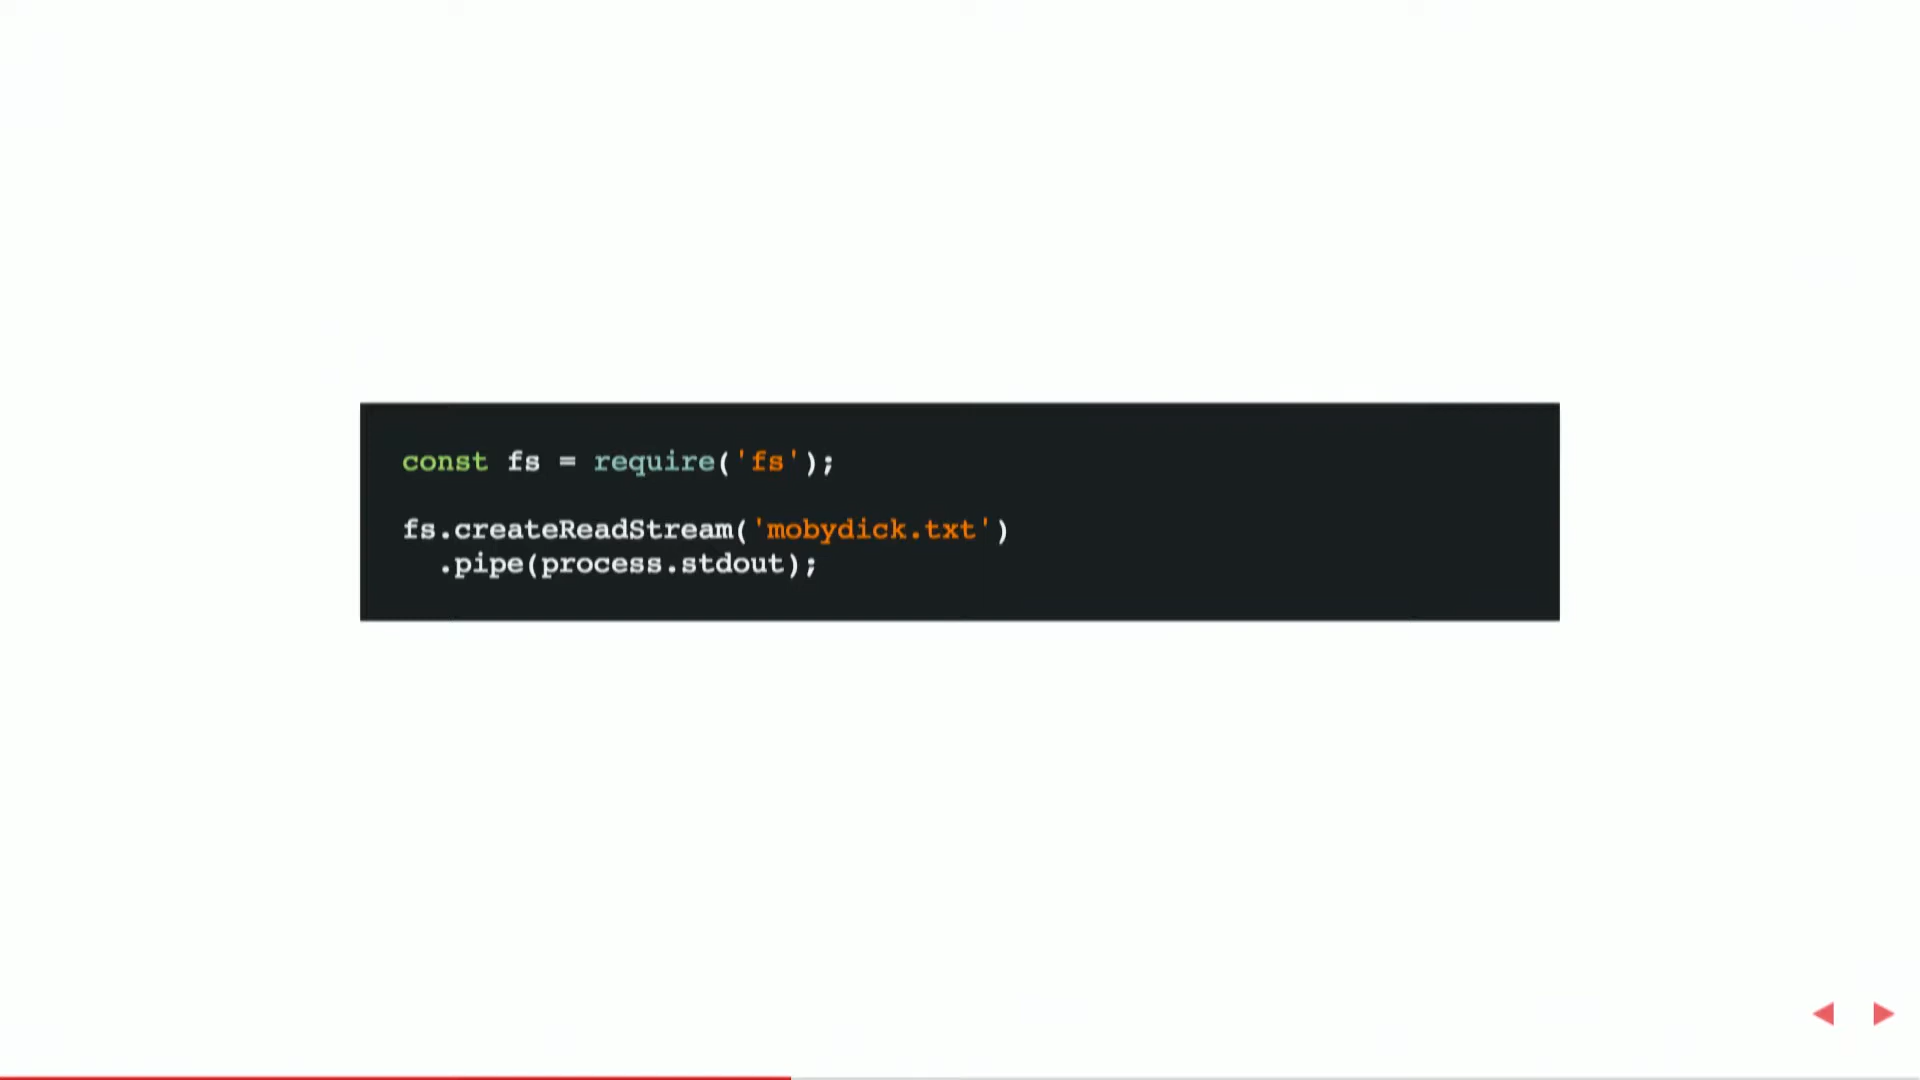 const fs = require('fs');
fs.createReadStream('mobydick.txt')
.pipe(process.stdout);